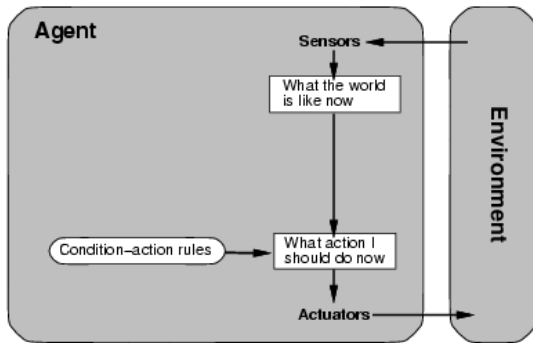 Agent
Sensors
What the world
is like now
Condition–action rules
What action I
should do now
Actuators
Environment